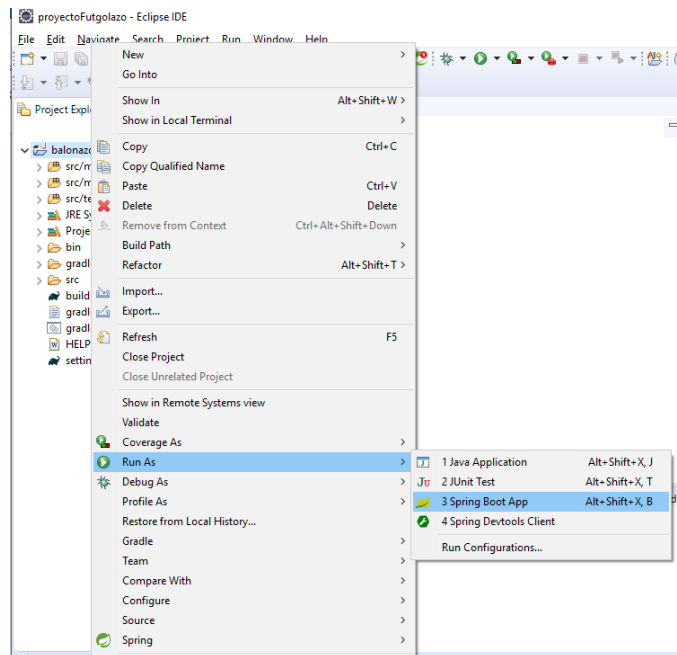 proyectoFutgolazo - Eclipse IDE
File Edit Navigate Search Project Run Window Help
Project Expl
balonazo
src/m
src/m
src/te
JRE Sy
Proje
bin
gradl
src
build
gradl
gradl
HELP
settin
New
Go Into
Show In Alt+Shift+W >
Show in Local Terminal
Copy Ctrl+C
Copy Qualified Name
Paste Ctrl+V
Delete Delete
Remove from Context Ctrl+Alt+Shift+Down
Build Path
Refactor Alt+Shift+T >
Import...
Export...
Refresh F5
Close Project
Close Unrelated Project
Show in Remote Systems view
Validate
Coverage As
Run As
Debug As
Profile As
Restore from Local History...
Gradle
Team
Compare With
Configure
Source
Spring
1 Java Application Alt+Shift+X, J
2 JUnit Test Alt+Shift+X, T
3 Spring Boot App Alt+Shift+X, B
4 Spring Devtools Client
Run Configurations...